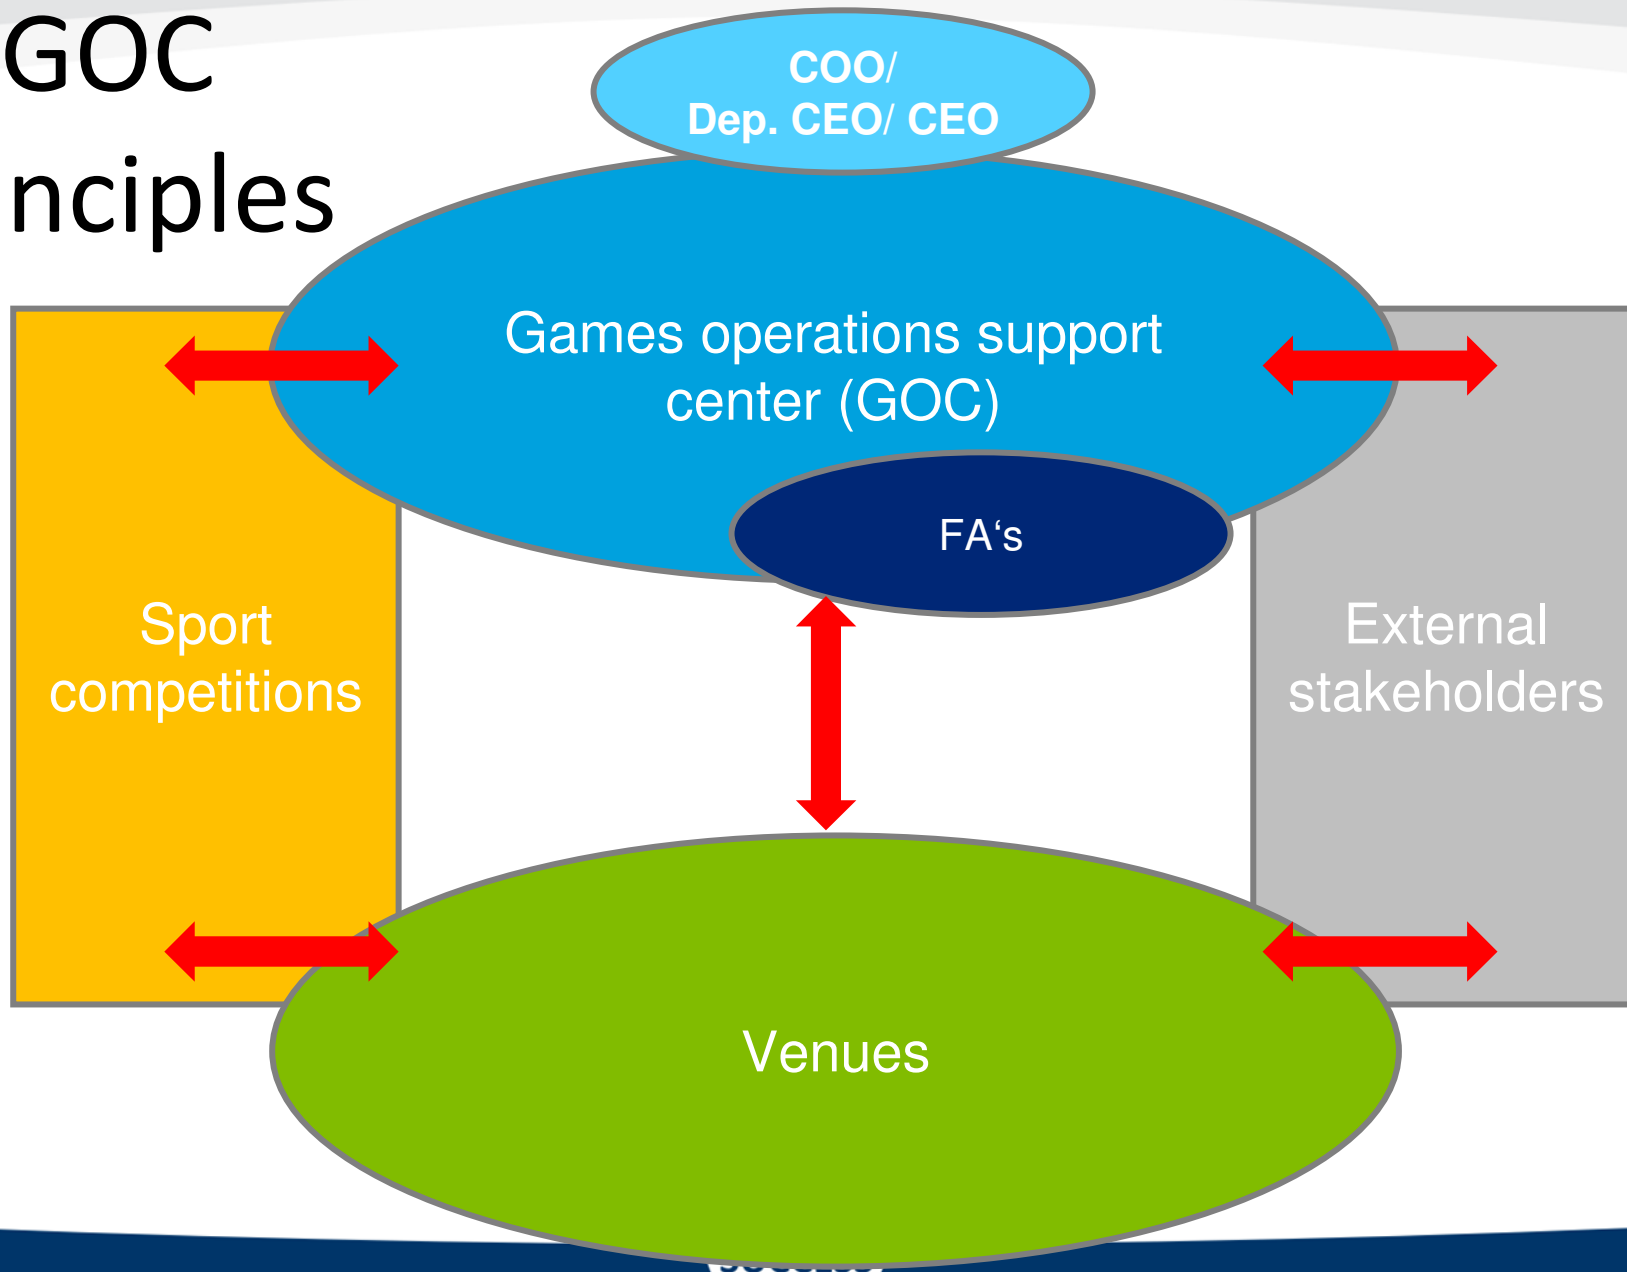 GOC
nciples
COO/
Dep. CEO/ CEO
Games operations support
center (GOC)
FA‘s
Sport
competitions
External
stakeholders
Venues